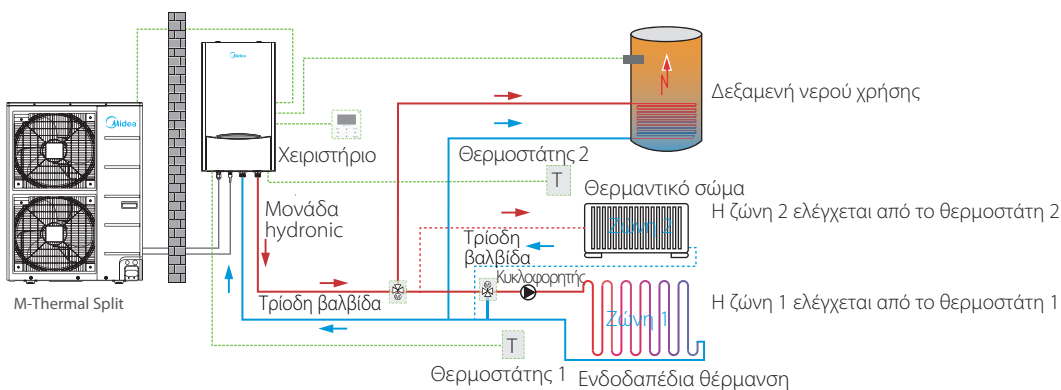 Midea
Midea
Δεξαμενή νερού χρήσης
Χειριστήριο
Θερμοστάτης 2
T
Θερμαντικό σώμα
Μονάδα
hydronic
Ζώνη 2
Η ζώνη 2 ελέγχεται από το θερμοστάτη 2
Τρίοδη
βαλβίδα
Κυκλοφορητής
M-Thermal Split
Τρίοδη βαλβίδα
Ζώνη 1
Η ζώνη 1 ελέγχεται από το θερμοστάτη 1
T
Θερμοστάτης 1
Ενδοδαπέδια θέρμανση